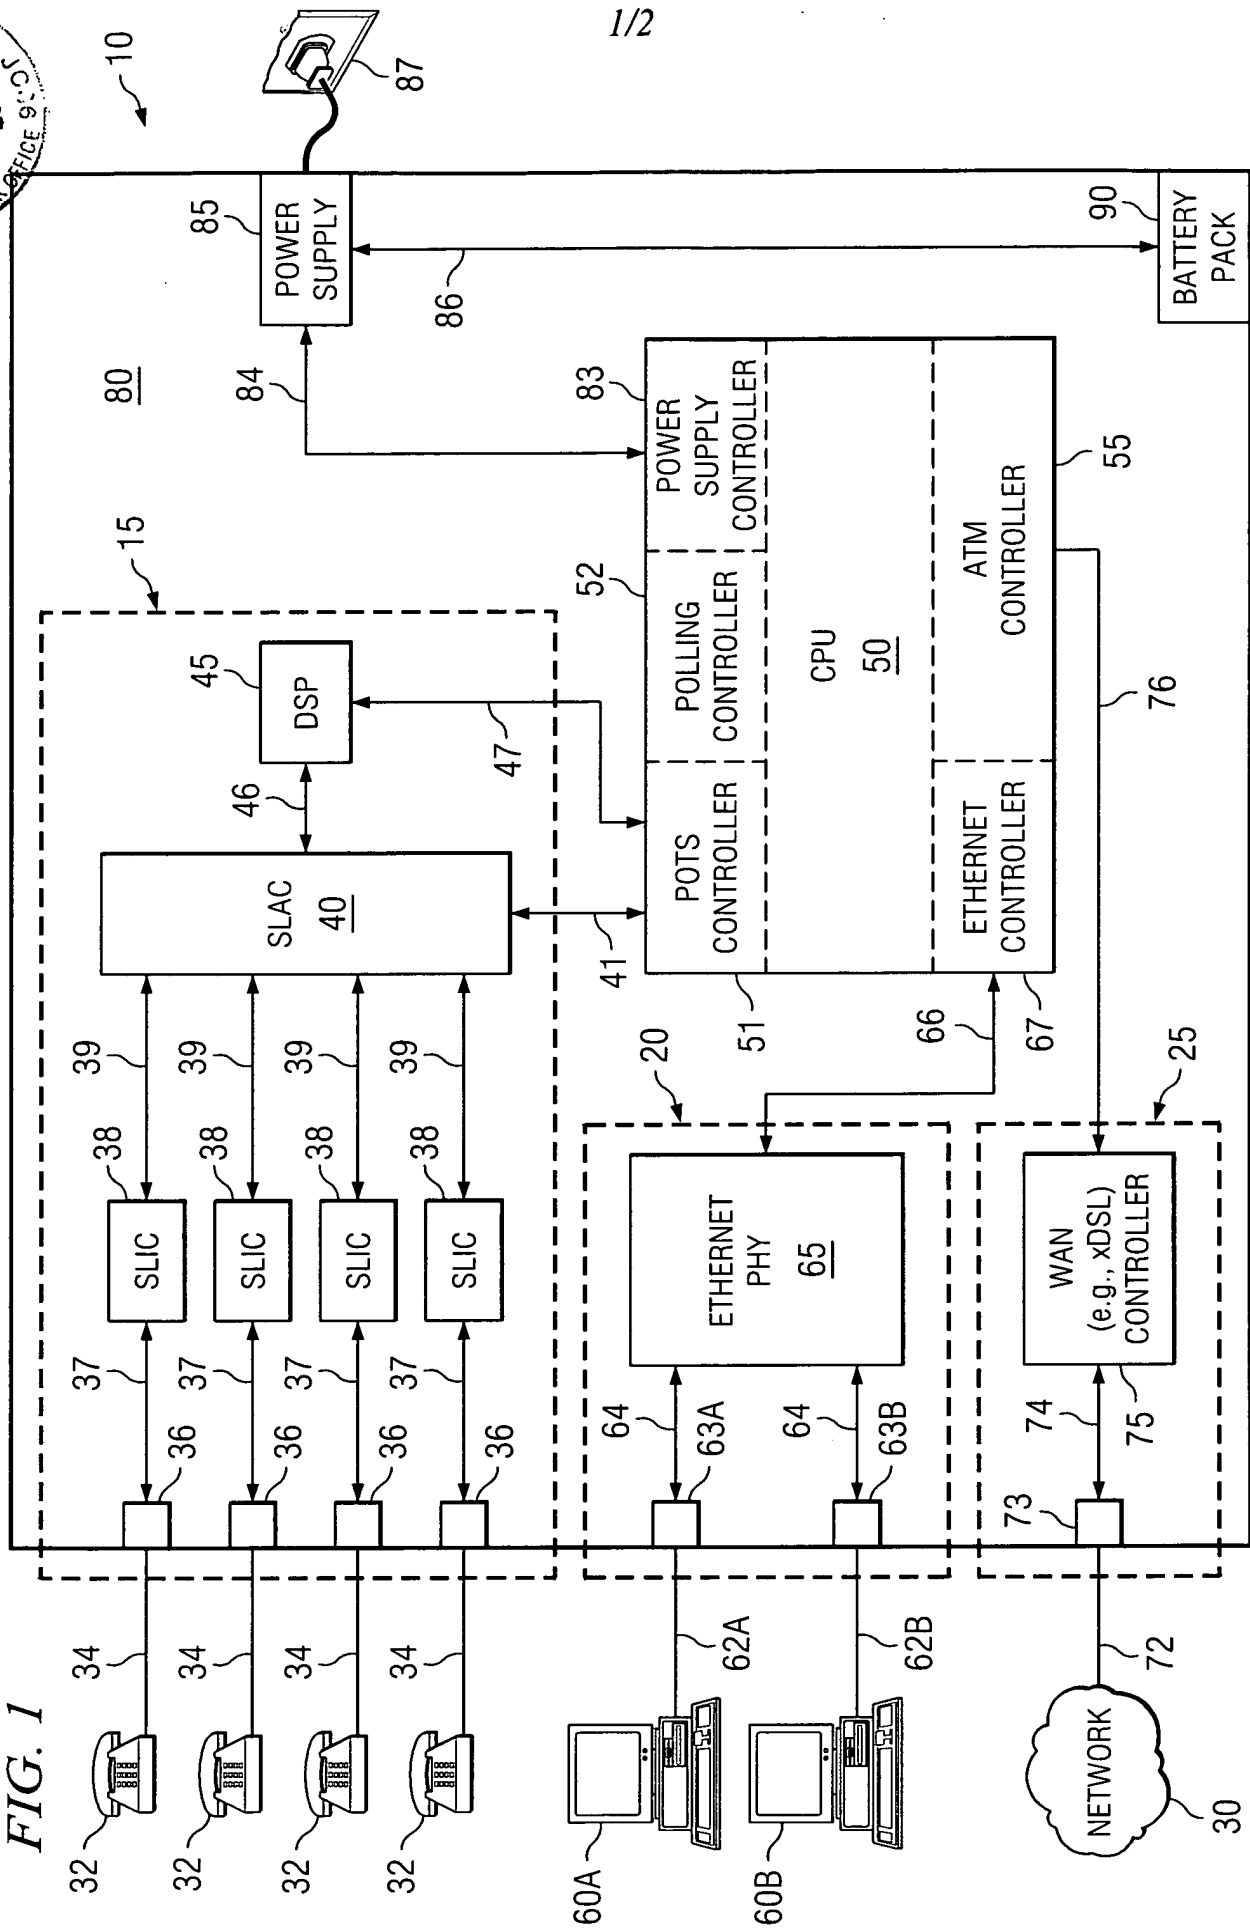 1/2
FIG. 1
OFFICE
10
87
85
POWER
SUPPLY
80
84
86
90
BATTERY
PACK
15
45
DSP
46
47
SLAC
40
41
39
39
39
39
38
38
38
38
SLIC
SLIC
SLIC
SLIC
37
37
37
37
36
36
36
36
34
34
34
34
32
32
32
32
83
POWER
SUPPLY
CONTROLLER
52
POLLING
CONTROLLER
POTS
CONTROLLER
51
CPU
50
55
ATM
CONTROLLER
ETHERNET
CONTROLLER
67
66
76
20
ETHERNET
PHY
65
64
64
63A
63B
62A
62B
60A
60B
25
WAN
(e.g., xDSL)
CONTROLLER
75
74
73
72
NETWORK
30